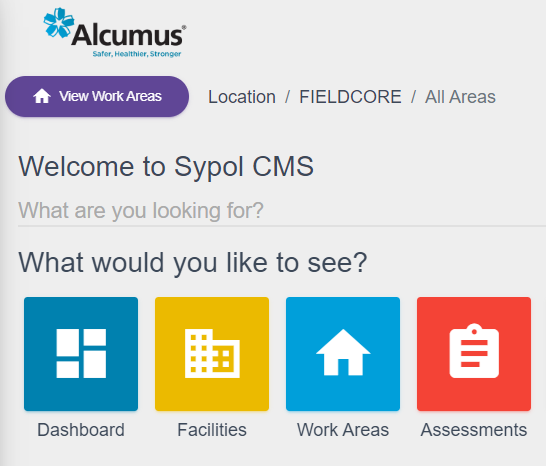 Alcumus®
Safer, Healthier, Stronger
View Work Areas Location / FIELDCORE / All Areas
Welcome to Sypol CMS
What are you looking for?
What would you like to see?
Dashboard Facilities Work Areas Assessments